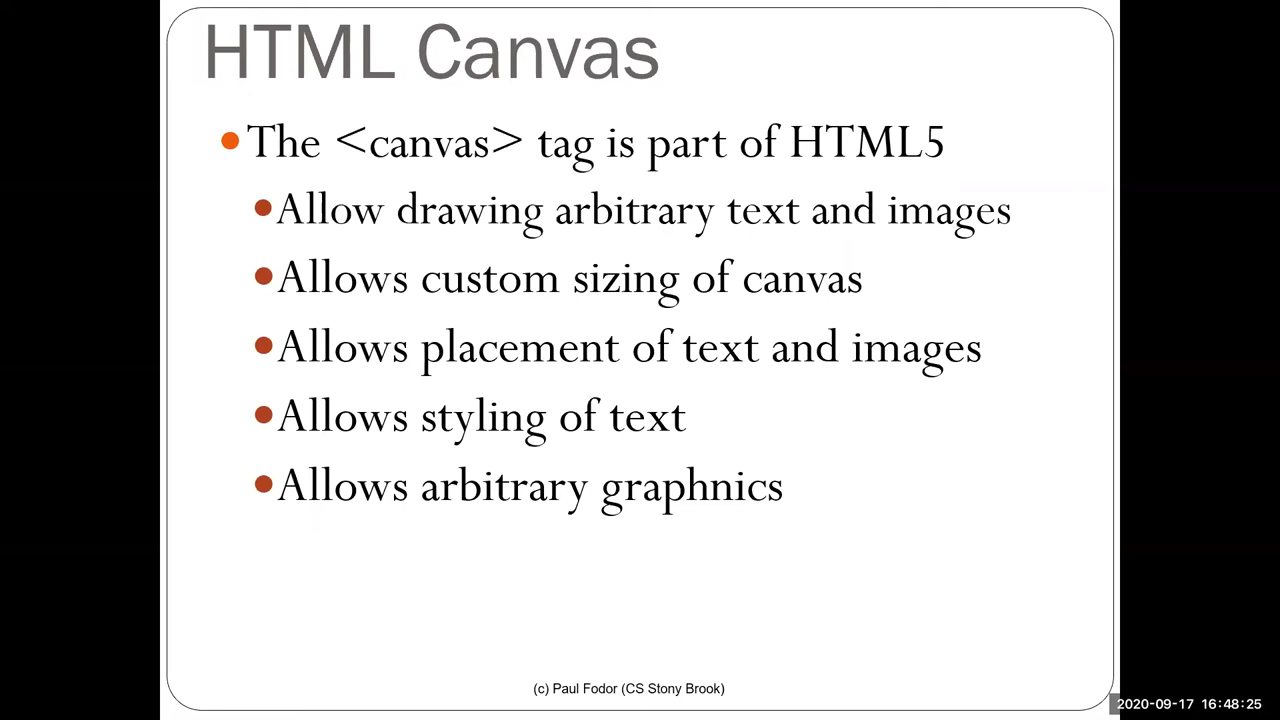 HTML Canvas
The <canvas> tag is part of HTML5
Allow drawing arbitrary text and images
Allows custom sizing of canvas
Allows placement of text and images
Allows styling of text
Allows arbitrary graphnics
(c) Paul Fodor (CS Stony Brook)
2020-09-17 16:48:25